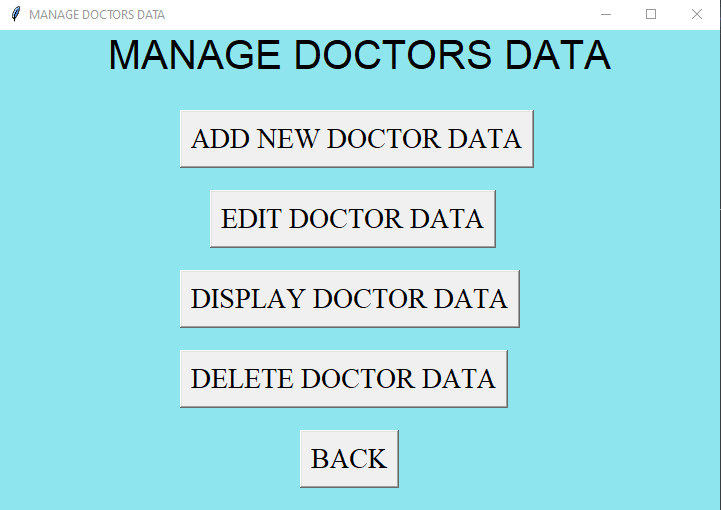 MANAGE DOCTORS DATA
MANAGE DOCTORS DATA
ADD NEW DOCTOR DATA
EDIT DOCTOR DATA
DISPLAY DOCTOR DATA
DELETE DOCTOR DATA
BACK